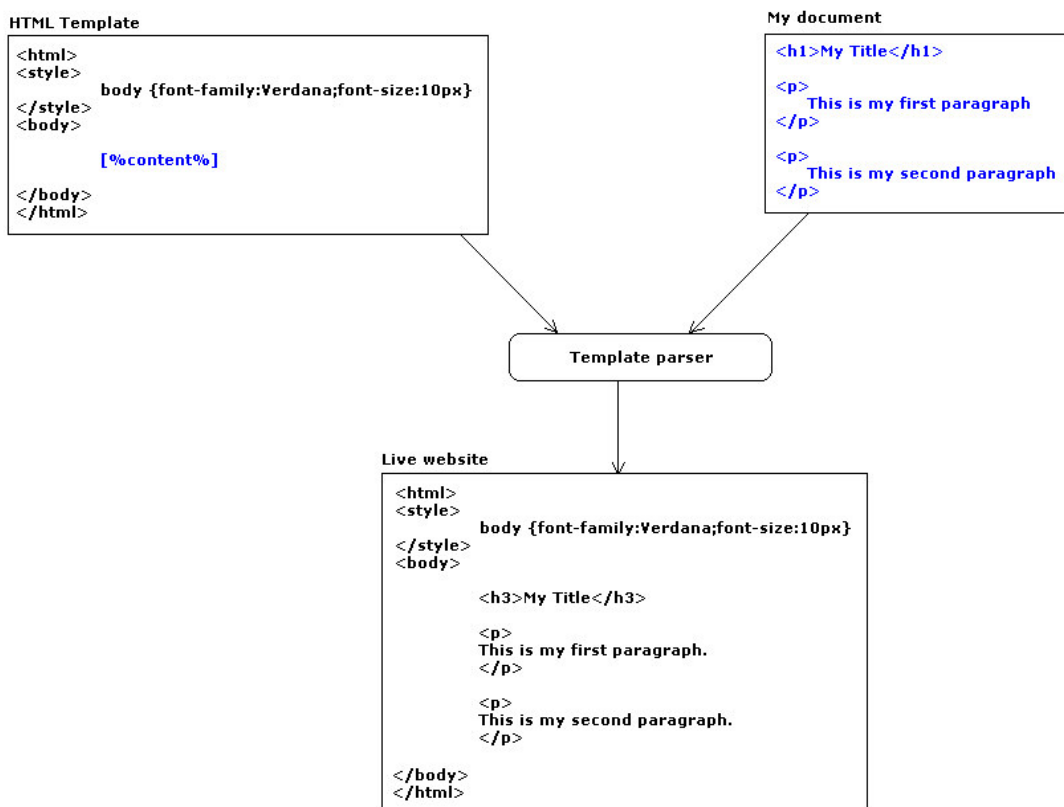 HTML Template
<html>
<style>
body {font-family:Verdana;font-size:10px}
</style>
<body>
[%content%]
</body>
</html>
My document
<h1>My Title</h1>
<p>
This is my first paragraph
</p>
<p>
This is my second paragraph
</p>
Template parser
Live website
<html>
<style>
body {font-family:Verdana;font-size:10px}
</style>
<body>
<h3>My Title</h3>
<p>
This is my first paragraph.
</p>
<p>
This is my second paragraph.
</p>
</body>
</html>